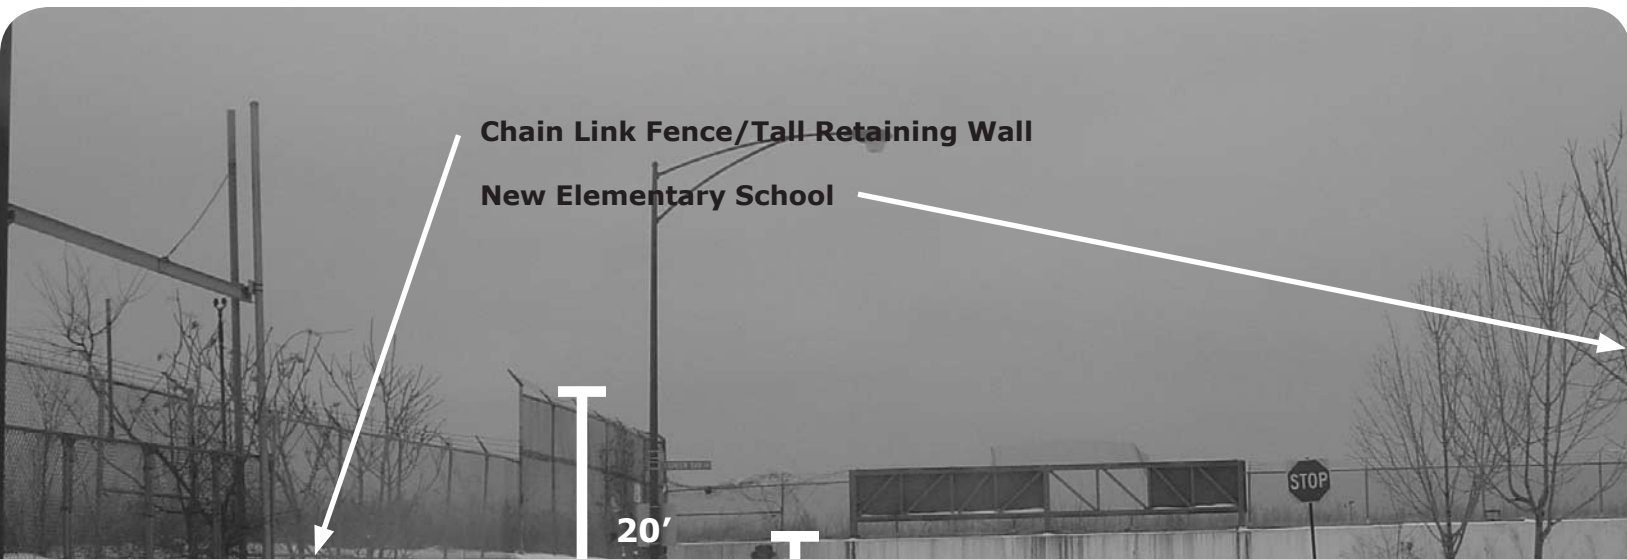 Chain Link Fence/Tall Retaining Wall
New Elementary School
STOP
20’